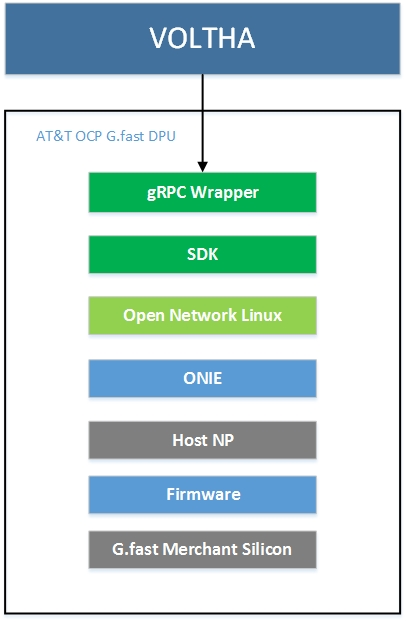 VOLTHA
AT&T OCP G.fast DPU
gRPC Wrapper
SDK
Open Network Linux
ONIE
Host NP
Firmware
G.fast Merchant Silicon